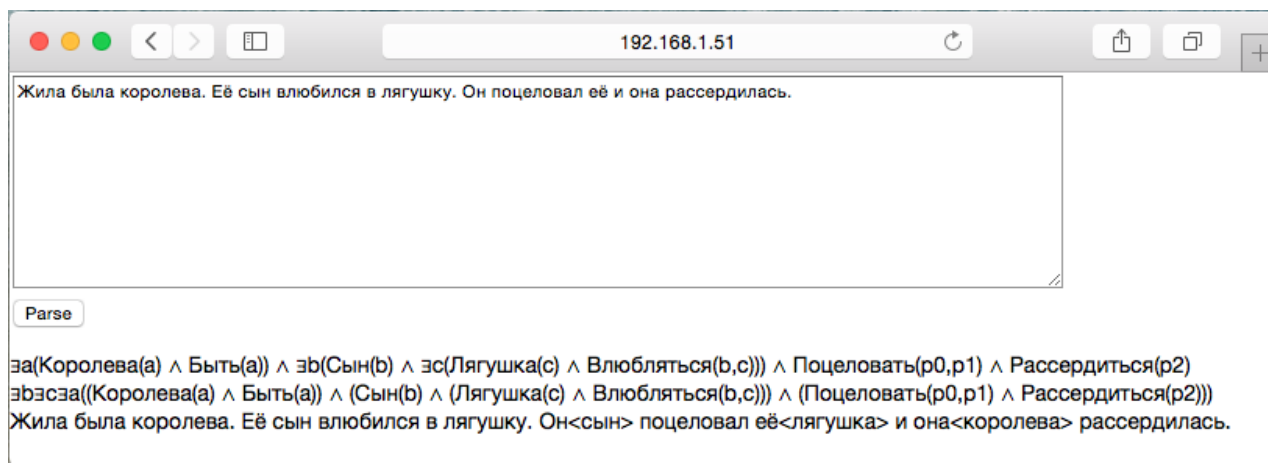 192.168.1.51
Жила была королева. Её сын влюбился в лягушку. Он поцеловал её и она рассердилась.
Parse
∃a(Королева(a) ∧ Быть(a)) ∧ ∃b(Сын(b) ∧ ∃c(Лягушка(c) ∧ Влюбляться(b,c))) ∧ Поцеловать(p0,p1) ∧ Рассердиться(p2)
∃b∃c∃a((Королева(a) ∧ Быть(a)) ∧ (Сын(b) ∧ (Лягушка(c) ∧ Влюбляться(b,c))) ∧ (Поцеловать(p0,p1) ∧ Рассердиться(p2)))
Жила была королева. Её сын влюбился в лягушку. Он<сын> поцеловал её<лягушка> и она<королева> рассердилась.